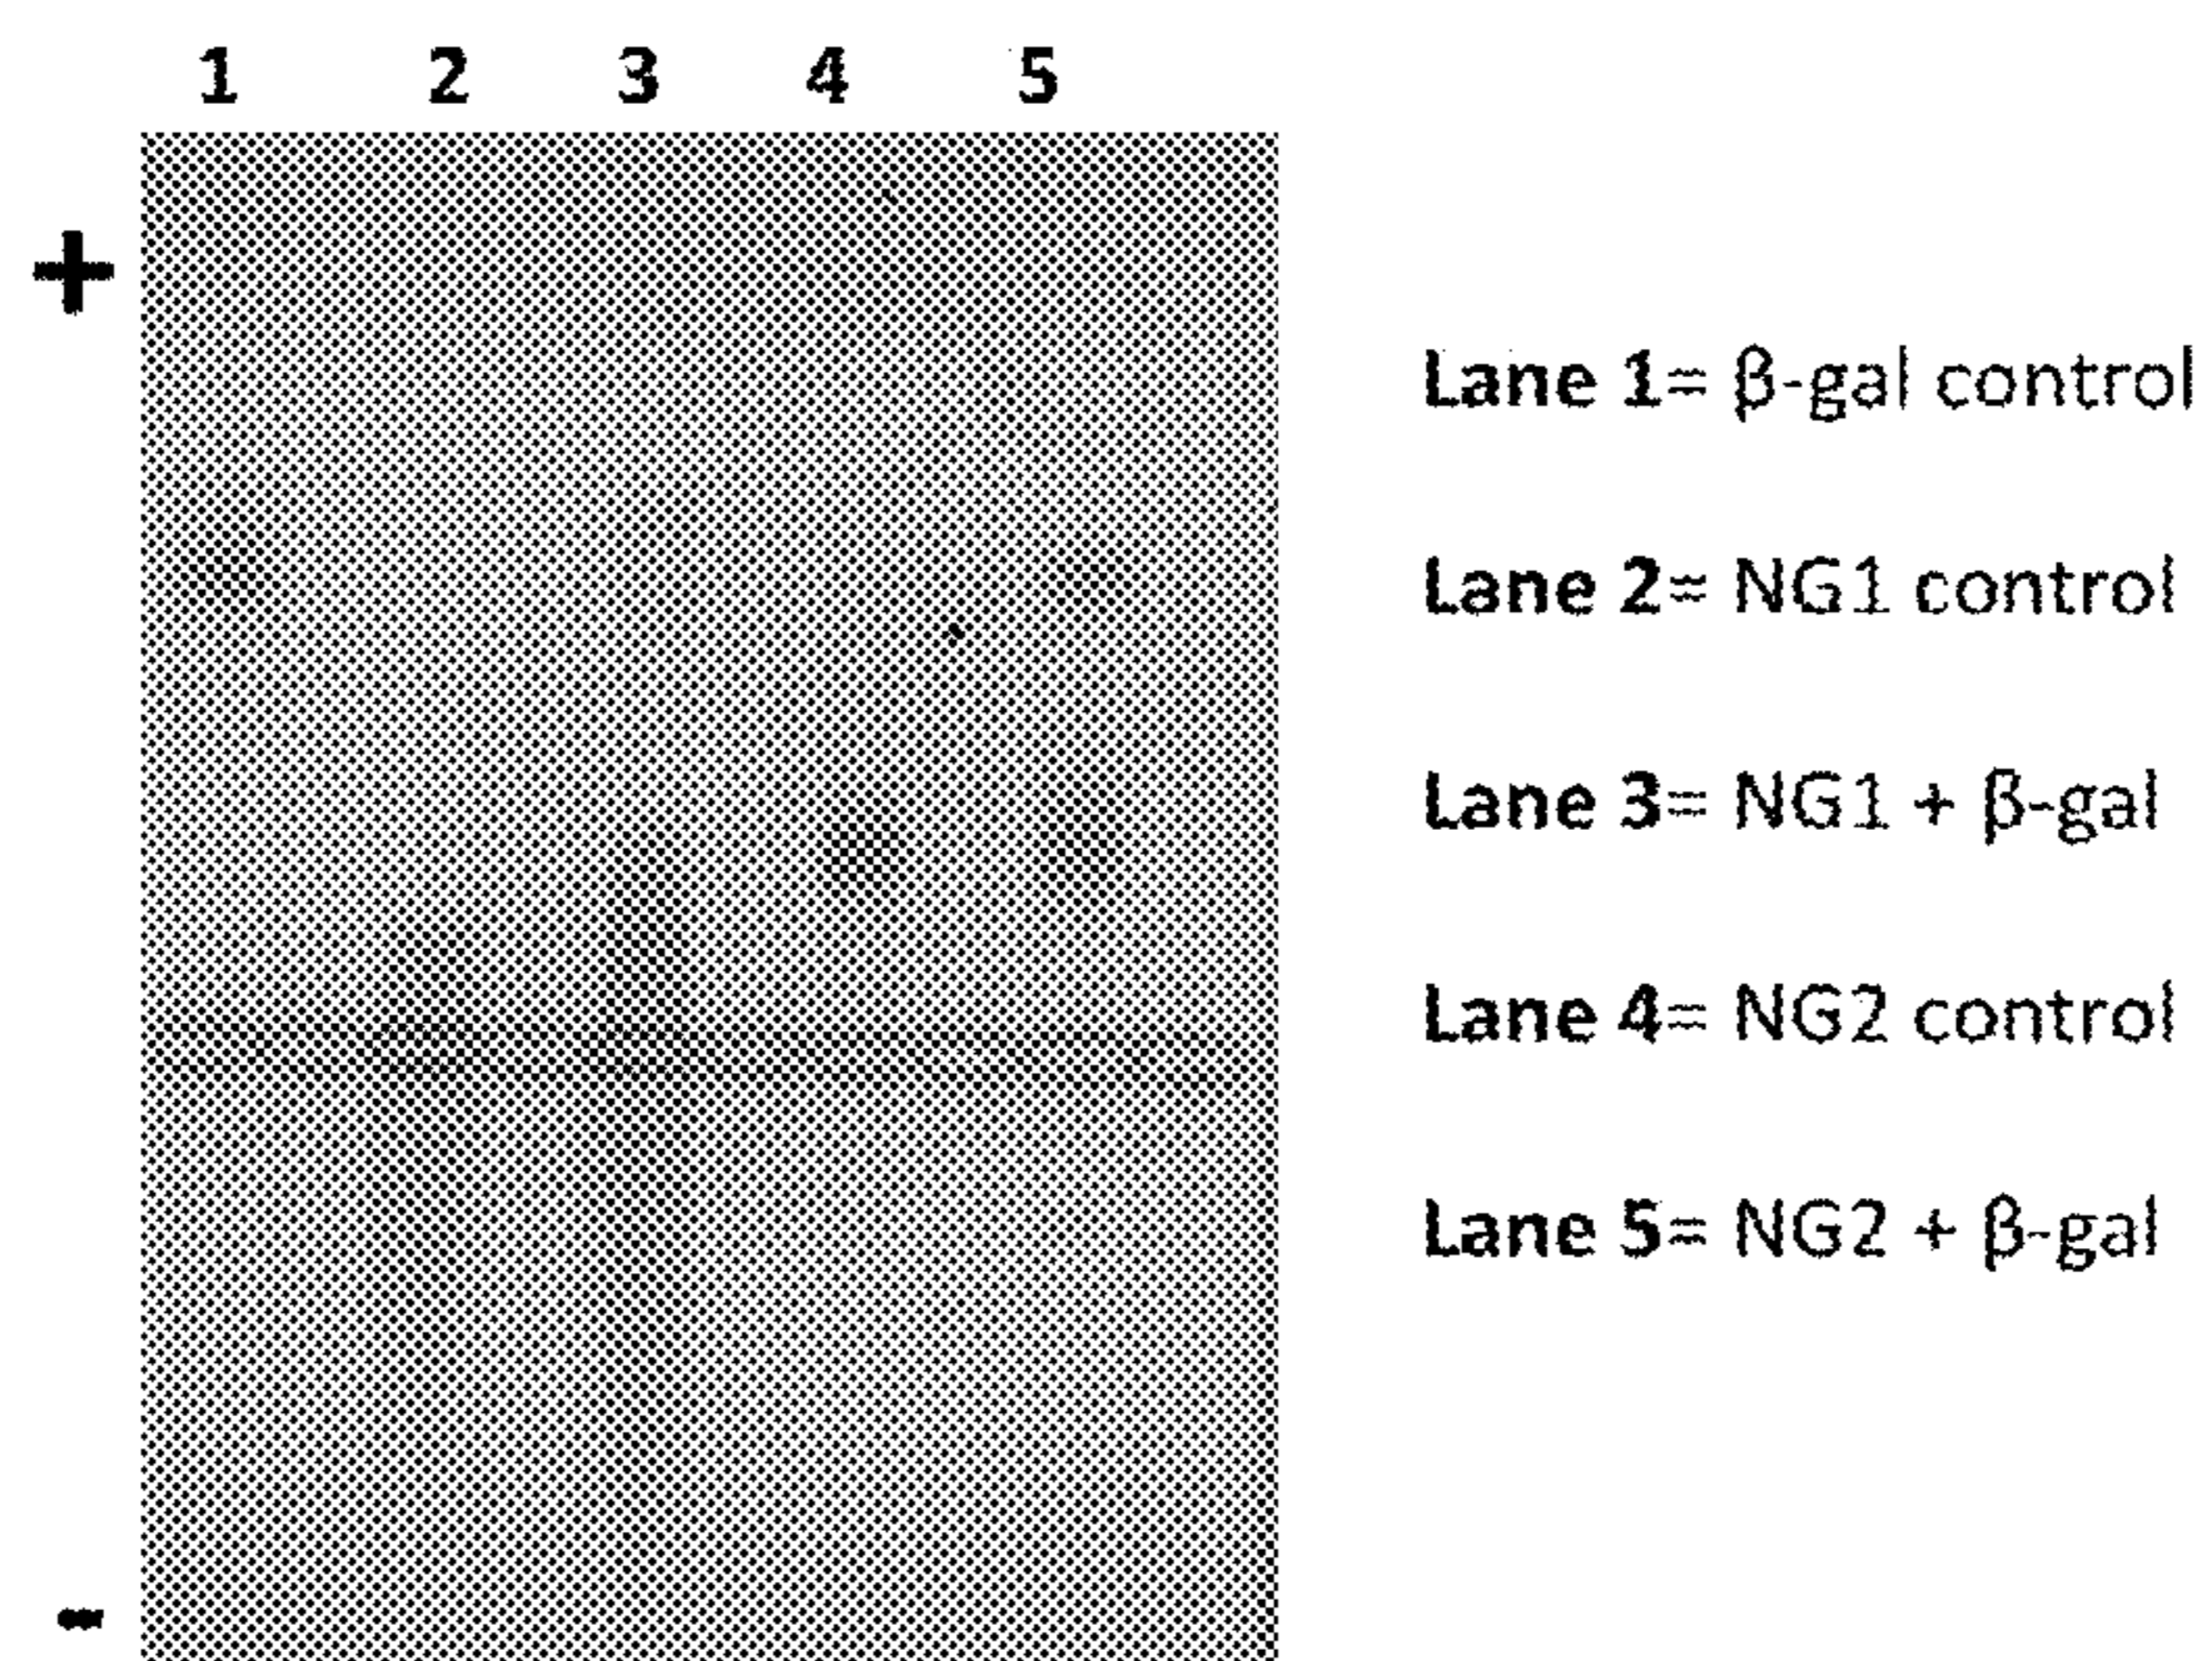 1 2 3 4 5
+
Lane 1= β-gal control
Lane 2= NG1 control
Lane 3= NG1 + β-gal
Lane 4= NG2 control
Lane 5= NG2 + β-gal
-